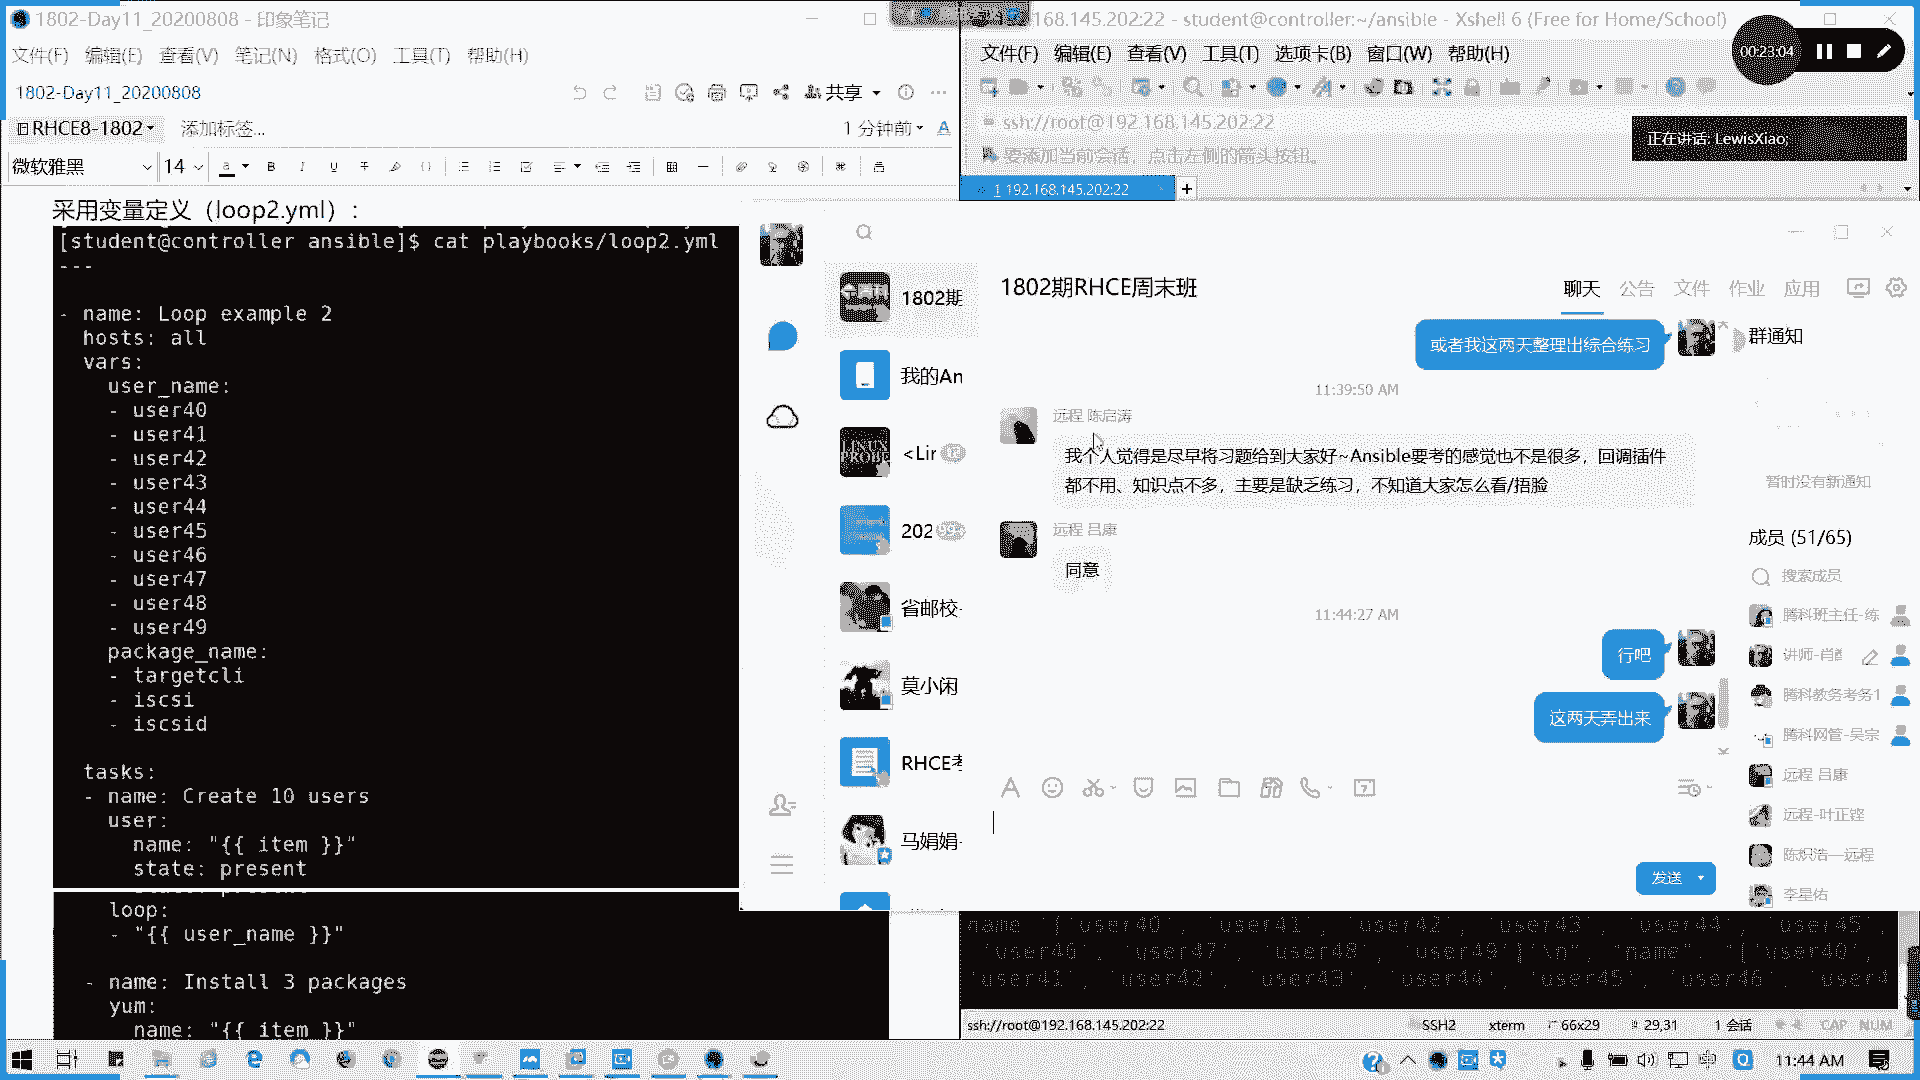 1802-Day11_20200808 - 印象笔记
文件(F) 编辑(E) 查看(V) 笔记(N) 格式(O) 工具(T) 帮助(H)
1802-Day11_20200808
共享
RHCE8-1802
添加标签...
1 分钟前
微软雅黑
14
采用变量定义（loop2.yml）:
[student@controller ansible]$ cat playbooks/loop2.yml
---
- name: Loop example 2
hosts: all
vars:
user_name:
- user40
- user41
- user42
- user43
- user44
- user45
- user46
- user47
- user48
- user49
package_name:
- targetcli
- iscsi
- iscsid
tasks:
- name: Create 10 users
user:
name: "{{ item }}"
state: present
loop:
- "{{ user_name }}"
- name: Install 3 packages
yum:
name: "{{ item }}"
168.145.202:22 - student@controller:~/ansible - Xshell 6 (Free for Home/School)
文件(F) 编辑(E) 查看(V) 工具(T) 选项卡(B) 窗口(W) 帮助(H)
00:23:04
ssh://root@192.168.145.202:22
要添加当前会话，点击左侧的箭头按钮。
正在讲话: LewisXiao;
1 192.168.145.202:22
1802期
我的An
<Lir
202
省邮校-
莫小闲
RHCE考
马娟娟-
1802期RHCE周末班
聊天 公告 文件 作业 应用
或者我这两天整理出综合练习
11:39:50 AM
远程 陈启涛
我个人觉得是尽早将习题给到大家好~Ansible要考的感觉也不是很多，回调插件
都不用、知识点不多，主要是缺乏练习，不知道大家怎么看/捂脸
远程 吕康
同意
11:44:27 AM
行吧
这两天弄出来
发送
群通知
暂时没有新通知
成员 (51/65)
搜索成员
腾科班主任-练
讲师-肖
腾科教务考务1
腾科网管-吴宗
远程 吕康
远程-叶正铿
陈炽浩—远程
李星佑
name '['user40', 'user41', 'user42', 'user43', 'user44', 'user45',
'user46', 'user47', 'user48', 'user49']'\n", "name": "['user40',
'user41', 'user42', 'user43', 'user44', 'user45', 'user46', 'user4
ssh://root@192.168.145.202:22
SSH2
xterm
66x29
29,31
1 会话
CAP NUM
中
11:44 AM